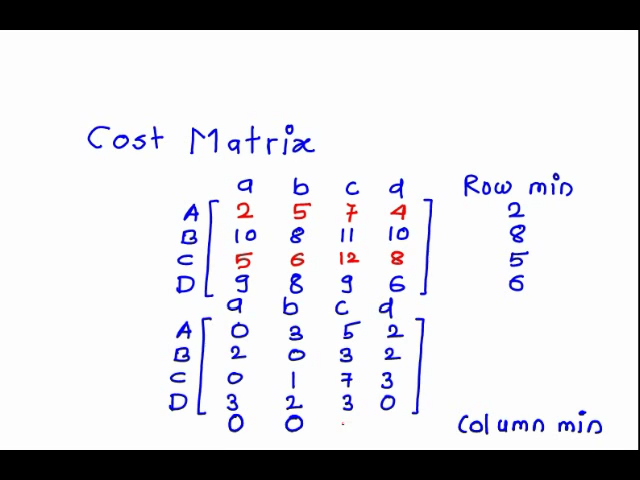 Cost Matrix
a b c d Row min
A 2 5 7 4 2
B 10 8 11 10 8
C 5 6 12 8 5
D 9 8 9 6 6
a b c d
A 0 3 5 2
B 2 0 3 2
C 0 1 7 3
D 3 2 3 0
0 0 column min